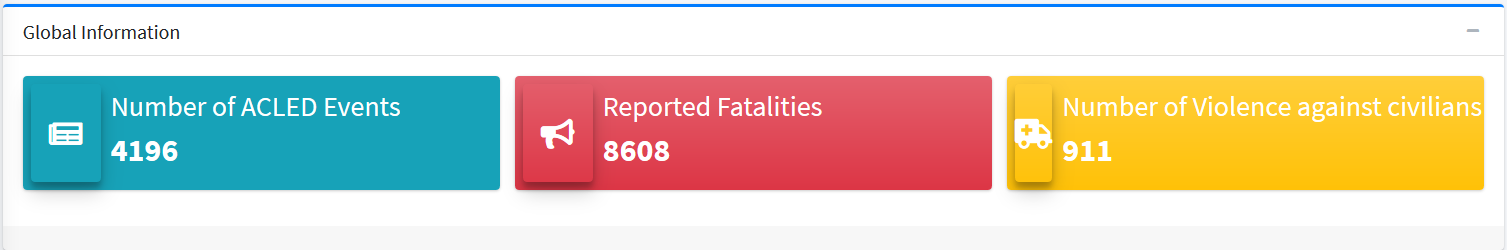 Global Information
Number of ACLED Events
4196
Reported Fatalities
8608
Number of Violence against civilians
911